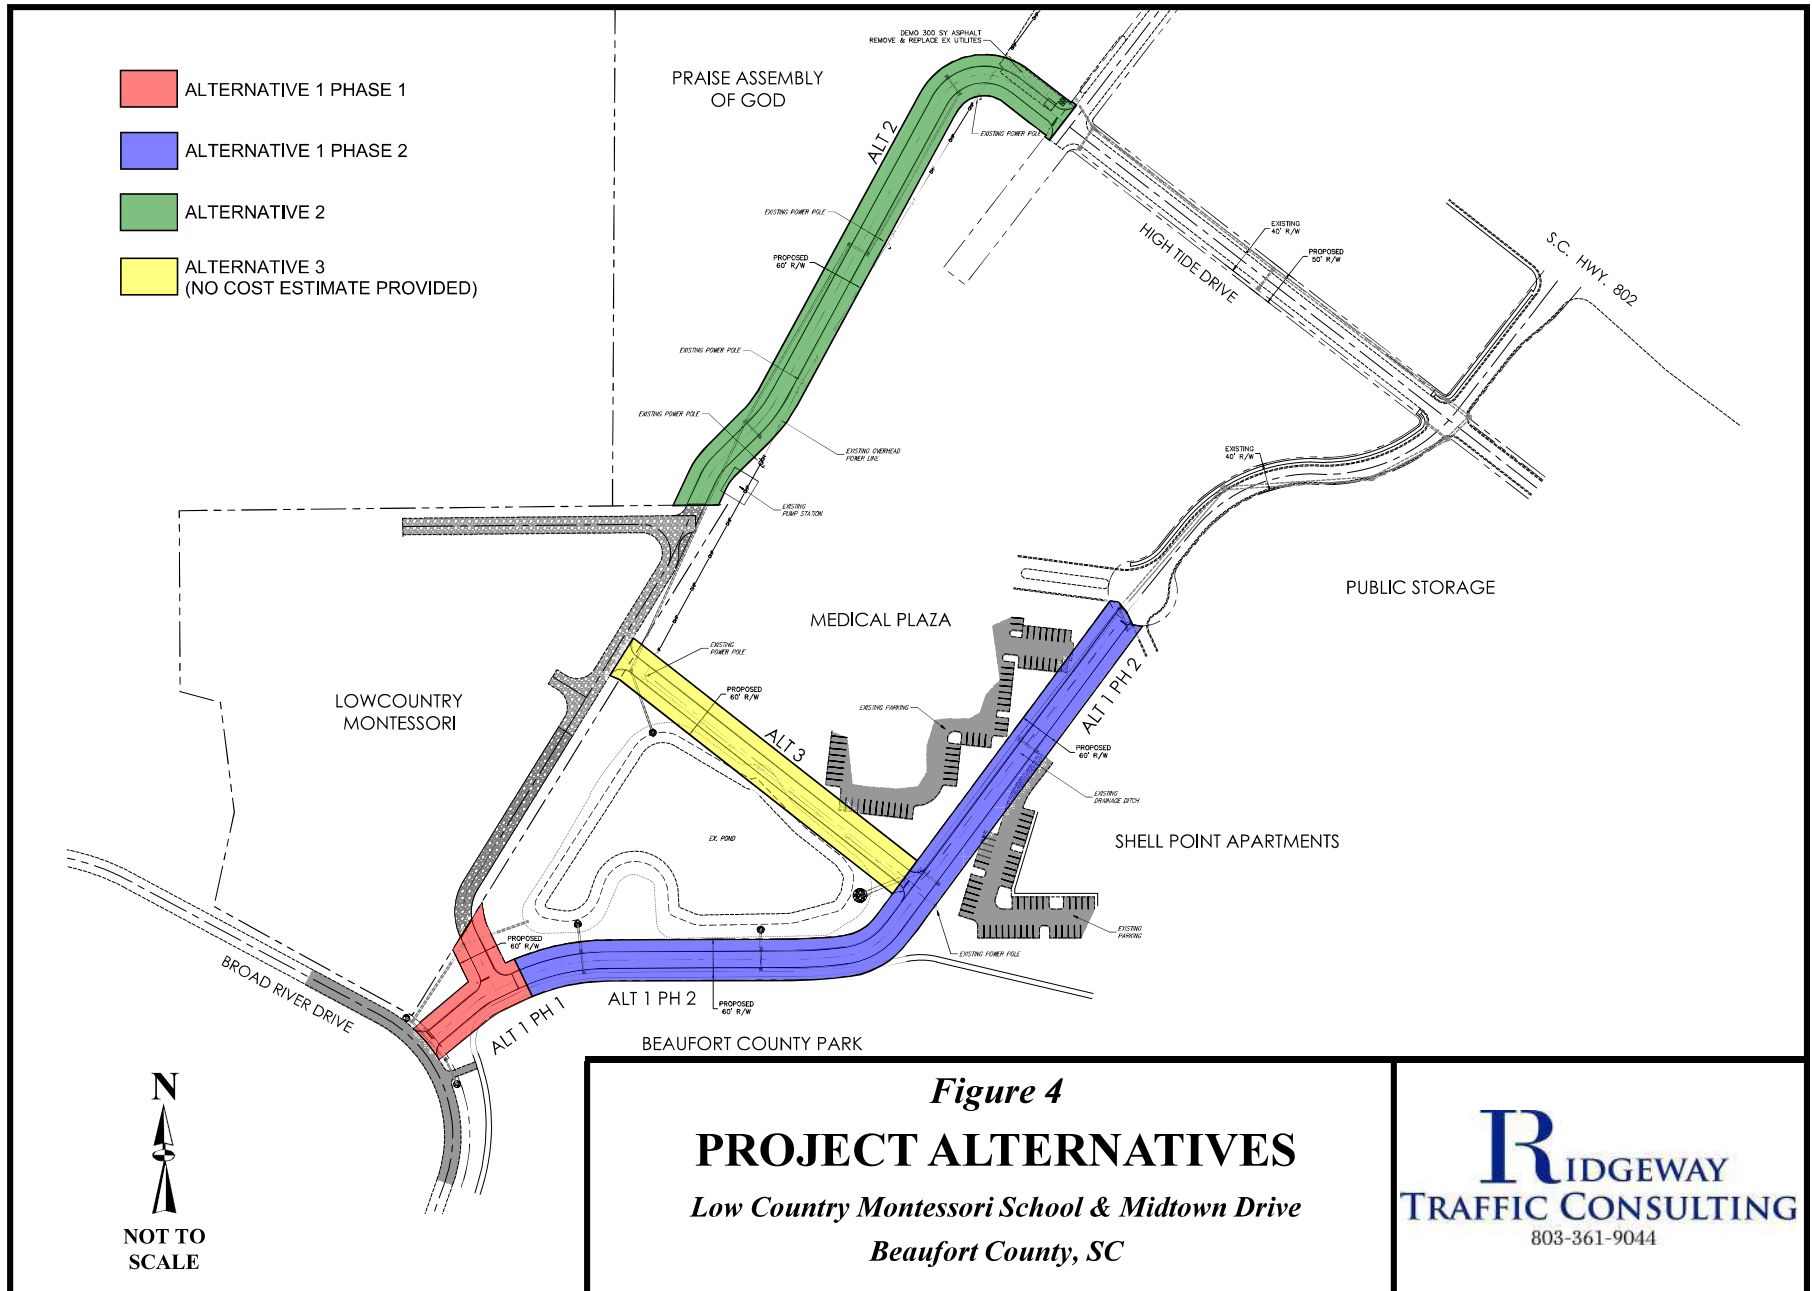 ALTERNATIVE 1 PHASE 1
ALTERNATIVE 1 PHASE 2
ALTERNATIVE 2
ALTERNATIVE 3
(NO COST ESTIMATE PROVIDED)
DEMO 300 SY ASPHALT
REMOVE & REPLACE EX UTILITES
PRAISE ASSEMBLY
OF GOD
ALT 2
EXISTING POWER POLE
EXISTING POWER POLE
PROPOSED
60' R/W
HIGH TIDE DRIVE
EXISTING
40' R/W
PROPOSED
50' R/W
S.C. HWY. 802
EXISTING POWER POLE
EXISTING POWER POLE
EXISTING OVERHEAD
POWER LINE
EXISTING
40' R/W
EXISTING
PUMP STATION
PUBLIC STORAGE
MEDICAL PLAZA
EXISTING
POWER POLE
PROPOSED
60' R/W
LOWCOUNTRY
MONTESSORI
EXISTING PARKING
ALT 3
ALT 1 PH 2
PROPOSED
60' R/W
EXISTING
DRAINAGE DITCH
EX. POND
SHELL POINT APARTMENTS
EXISTING
PARKING
PROPOSED
60' R/W
EXISTING POWER POLE
BROAD RIVER DRIVE
ALT 1 PH 1
ALT 1 PH 2
PROPOSED
60' R/W
BEAUFORT COUNTY PARK
N
NOT TO
SCALE
Figure 4
PROJECT ALTERNATIVES
Low Country Montessori School & Midtown Drive
Beaufort County, SC
RIDGEWAY
TRAFFIC CONSULTING
803-361-9044